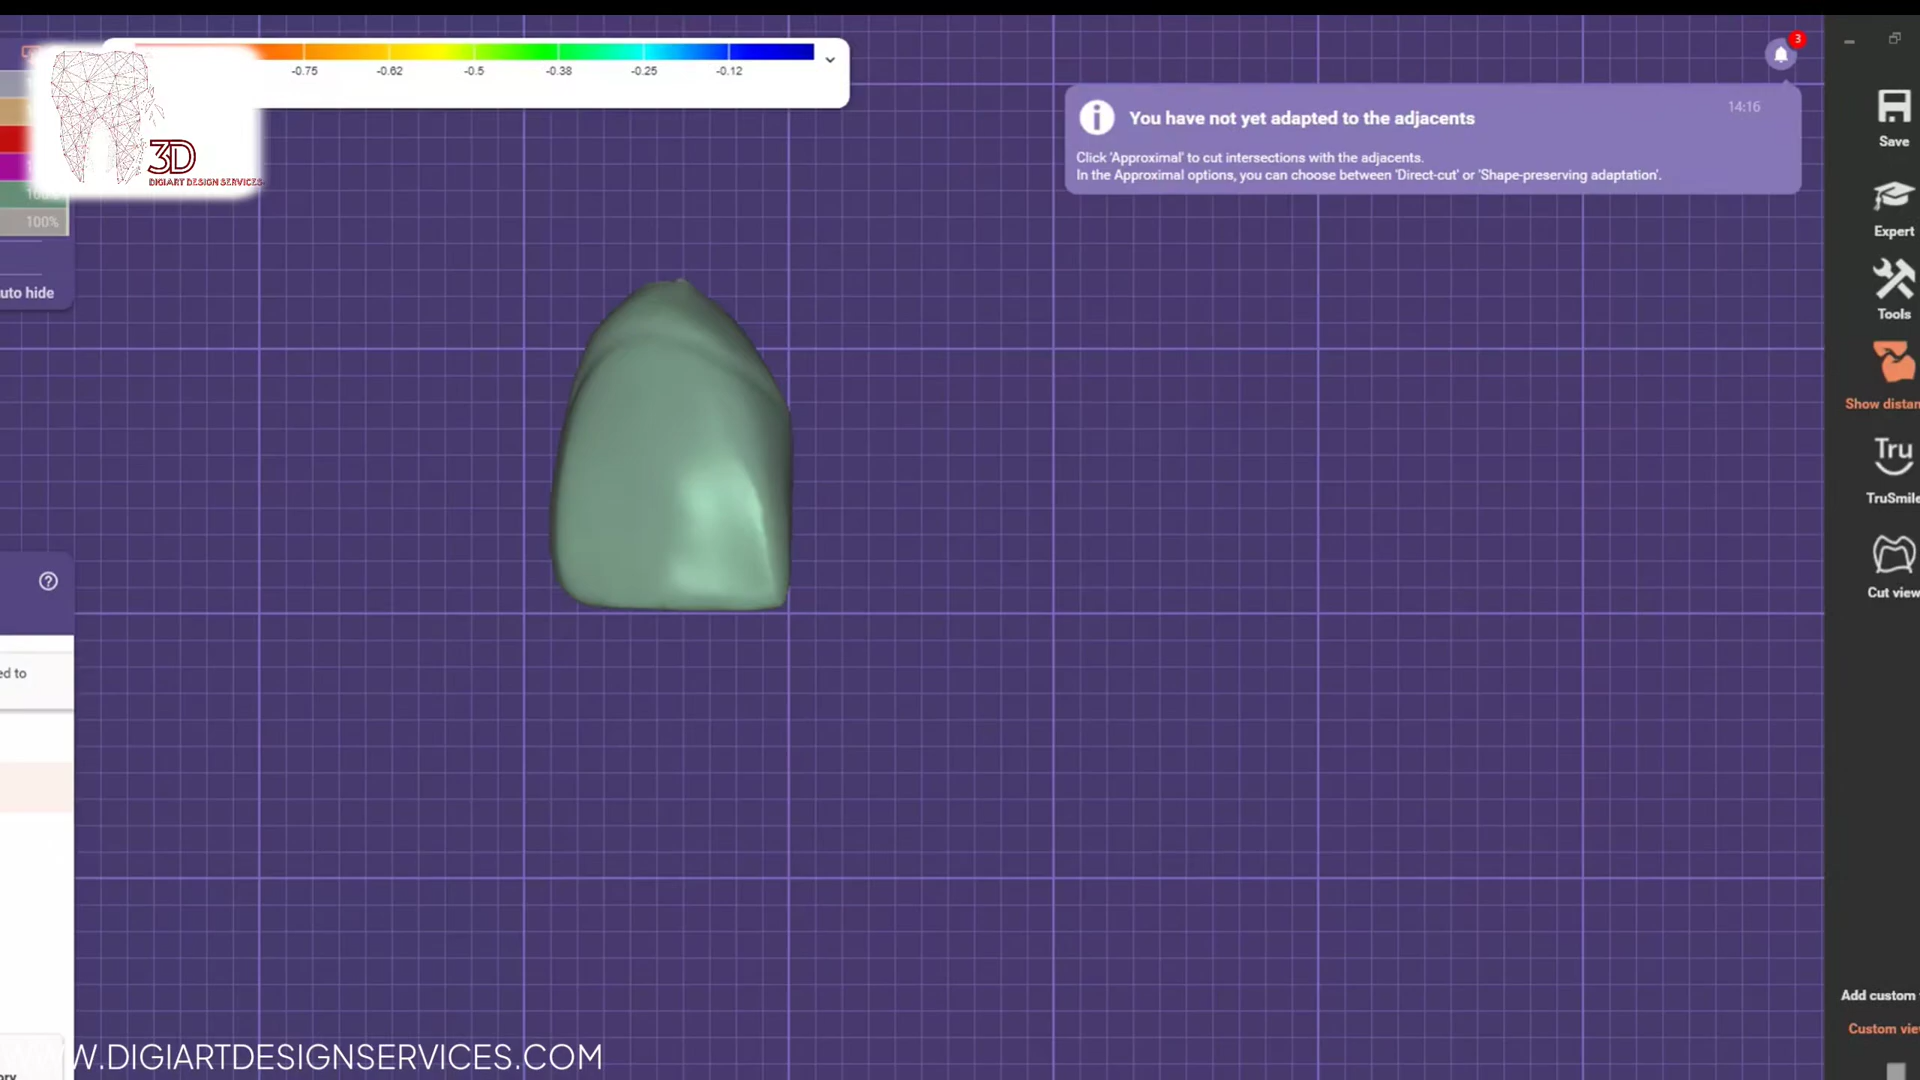 -0.75 -0.62 -0.5 -0.38 -0.25 -0.12
3
14:16
You have not yet adapted to the adjacents
Click 'Approximal' to cut intersections with the adjacents.
In the Approximal options, you can choose between 'Direct-cut' or 'Shape-preserving adaptation'.
3D
DIGIART DESIGN SERVICES
100%
100%
uto hide
ed to
Save
Expert
Tools
Show distan
Tru
TruSmile
Cut view
Add custom
Custom vie
W.DIGIARTDESIGNSERVICES.COM
ory